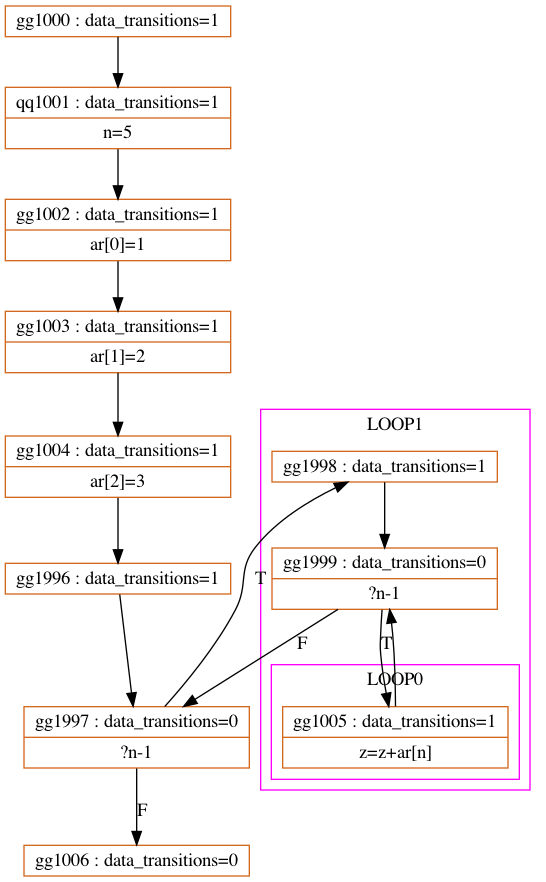 gg1000 : data_transitions=1
qq1001 : data_transitions=1
n=5
gg1002 : data_transitions=1
ar[0]=1
gg1003 : data_transitions=1
ar[1]=2
gg1004 : data_transitions=1
ar[2]=3
gg1996 : data_transitions=1
LOOP1
gg1998 : data_transitions=1
gg1999 : data_transitions=0
?n-1
T
F
T
LOOP0
gg1005 : data_transitions=1
z=z+ar[n]
gg1997 : data_transitions=0
?n-1
F
gg1006 : data_transitions=0